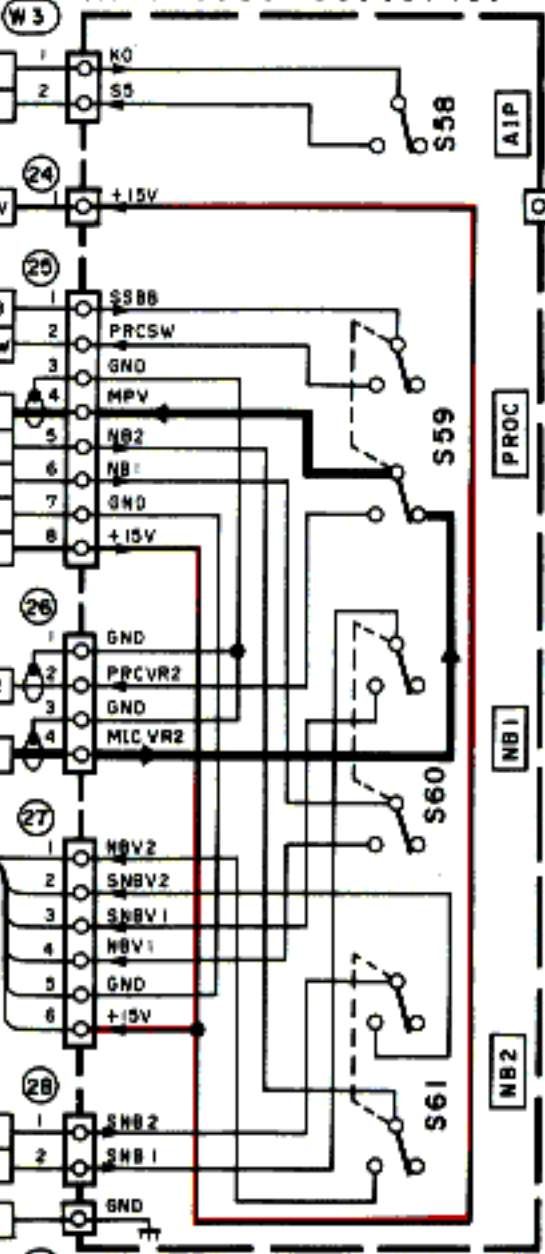 W3
1 KO
2 S5
S58
AIP
24
1 +15V
25
1 SSBB
2 PRCSW
3 GND
4 MPV
5 NB2
6 NB1
7 GND
8 +15V
S59
PROC
26
1 GND
2 PRCVR2
3 GND
4 MIC VR2
NB1
S60
27
1 NBV2
2 SNBV2
3 SNBV1
4 NBV1
5 GND
6 +15V
NB2
S61
28
1 SNB2
2 SNB1
GND